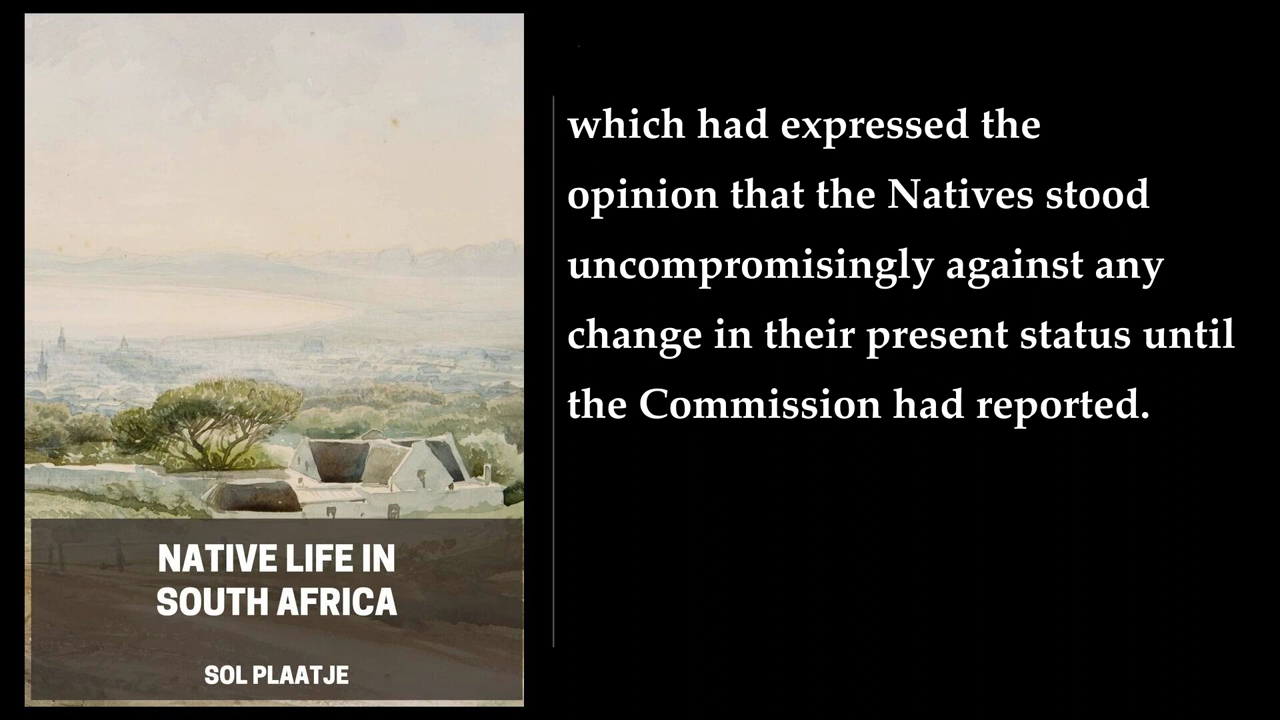 which had expressed the
opinion that the Natives stood
uncompromisingly against any
change in their present status until
the Commission had reported.
NATIVE LIFE IN
SOUTH AFRICA
SOL PLAATJE